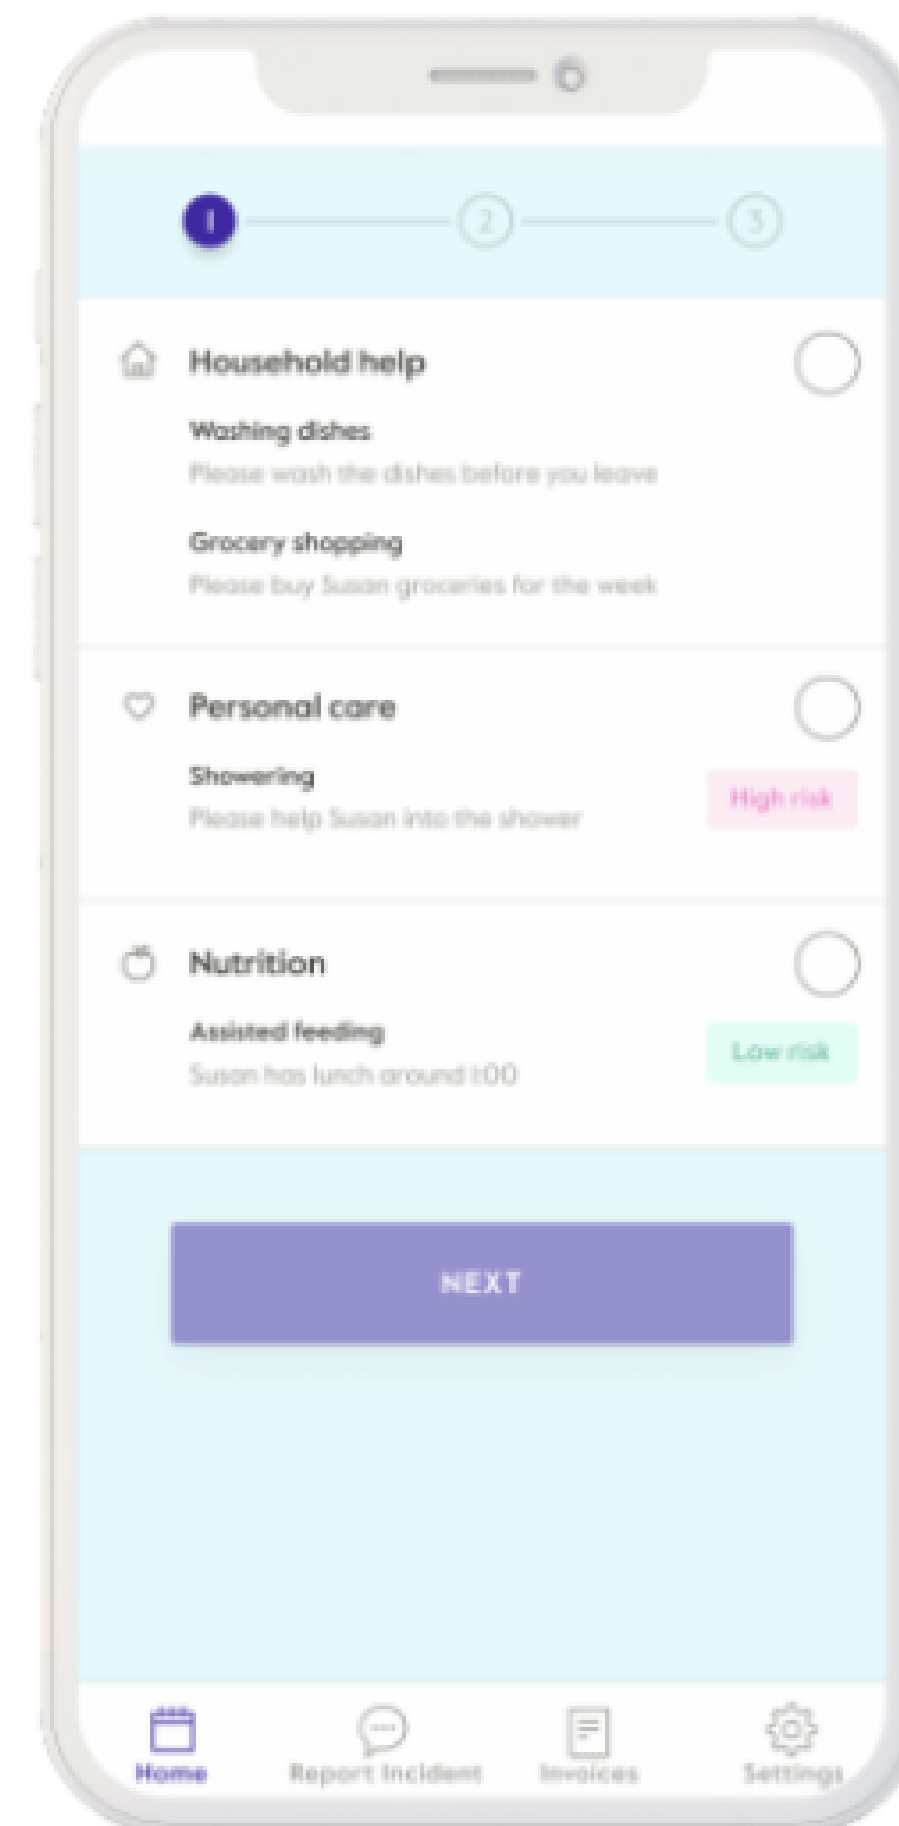 1
2
3
Household help
Washing dishes
Please wash the dishes before you leave
Grocery shopping
Please buy Susan groceries for the week
Personal care
Showering
High risk
Please help Susan into the shower
Nutrition
Assisted feeding
Low risk
Susan has lunch around 1:00
NEXT
Home
Report Incident
Invoices
Settings